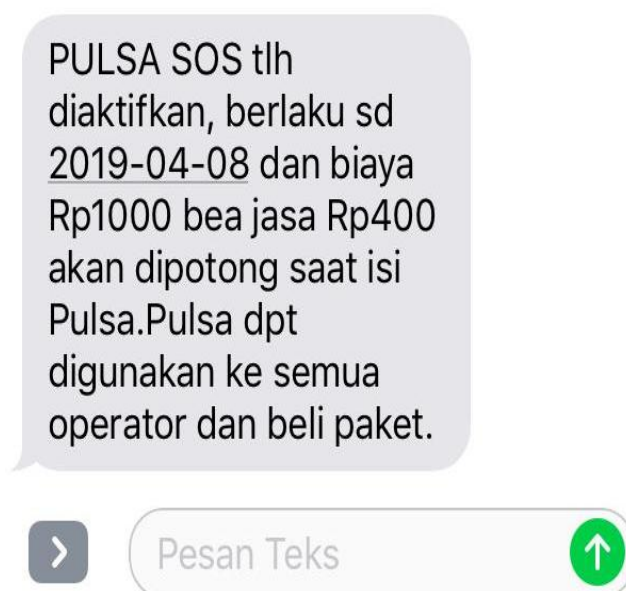 PULSA SOS tlh
diaktifkan, berlaku sd
2019-04-08 dan biaya
Rp1000 bea jasa Rp400
akan dipotong saat isi
Pulsa.Pulsa dpt
digunakan ke semua
operator dan beli paket.
Pesan Teks